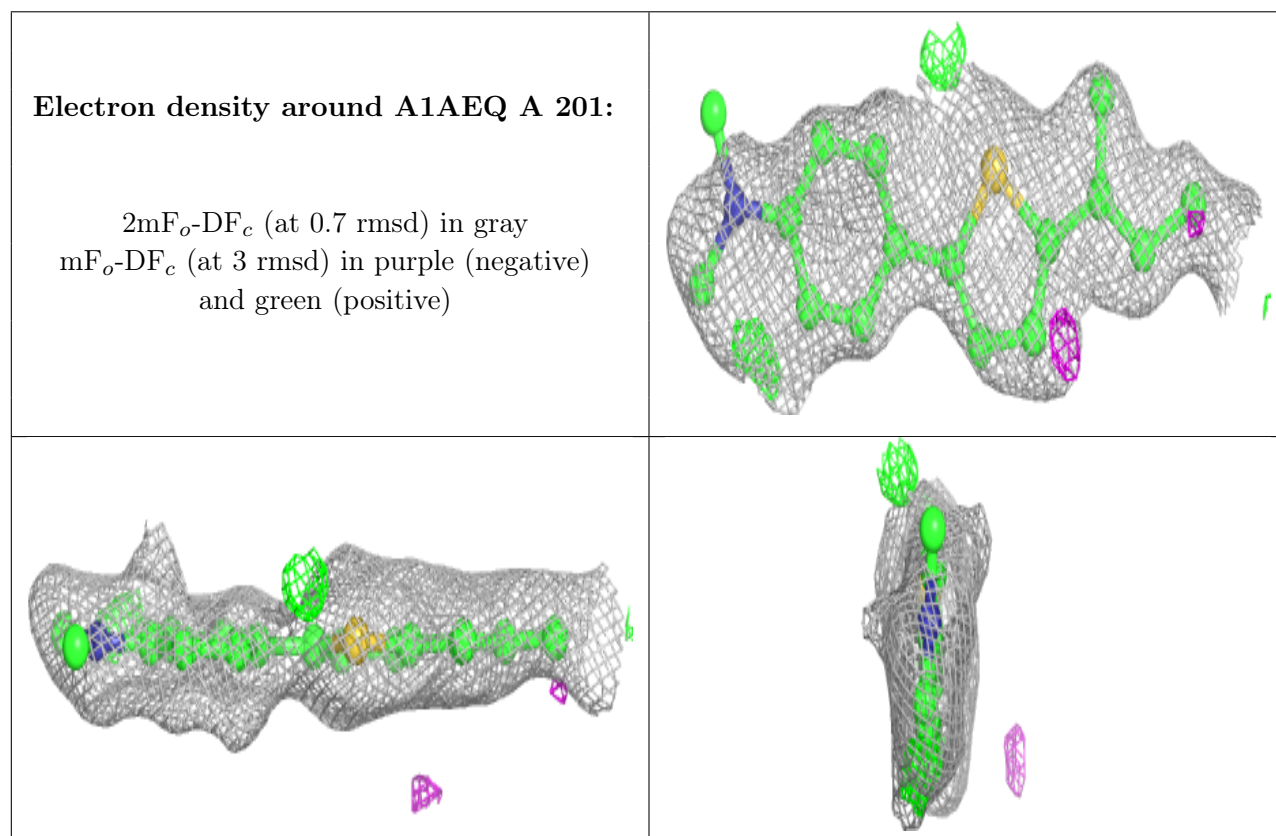 Electron density around A1AEQ A 201:
2mFₒ-DF𝒸 (at 0.7 rmsd) in gray
mFₒ-DF𝒸 (at 3 rmsd) in purple (negative)
and green (positive)